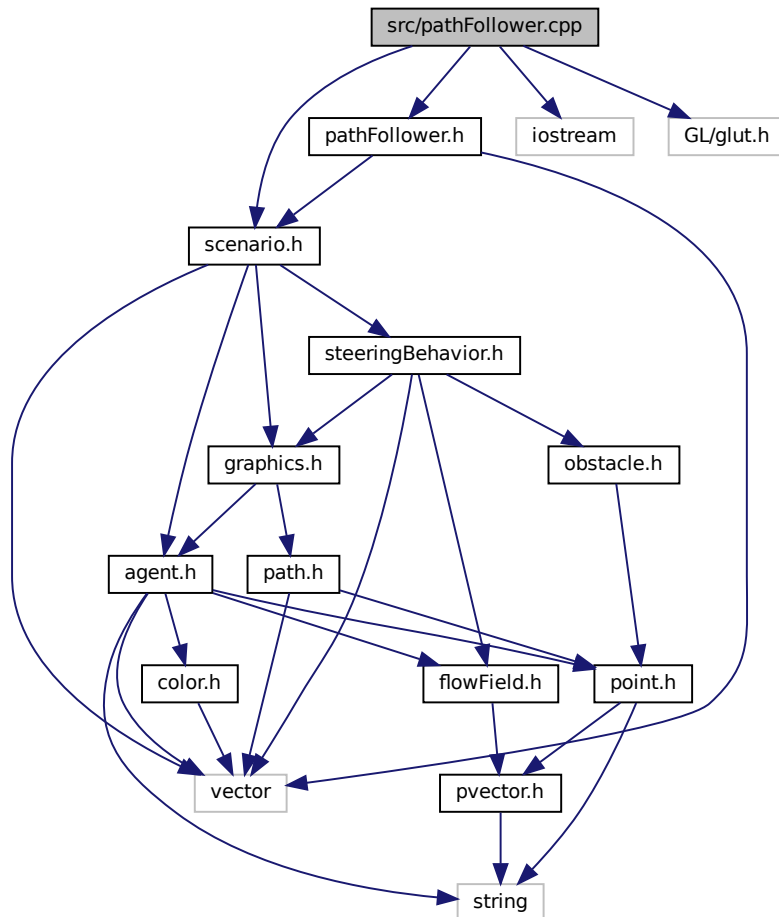 src/pathFollower.cpp
pathFollower.h
iostream
GL/glut.h
scenario.h
steeringBehavior.h
graphics.h
obstacle.h
agent.h
path.h
color.h
flowField.h
point.h
vector
pvector.h
string